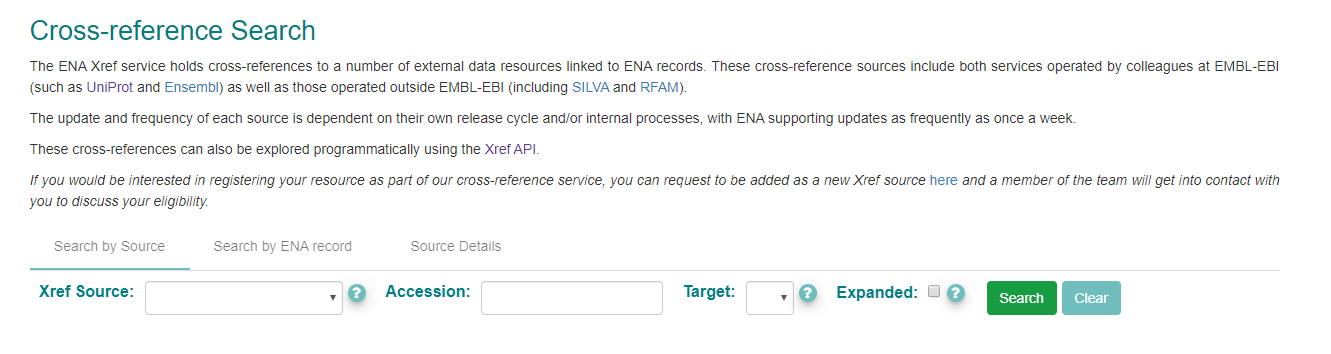 Cross-reference Search
The ENA Xref service holds cross-references to a number of external data resources linked to ENA records. These cross-reference sources include both services operated by colleagues at EMBL-EBI
(such as UniProt and Ensembl) as well as those operated outside EMBL-EBI (including SILVA and RFAM).
The update and frequency of each source is dependent on their own release cycle and/or internal processes, with ENA supporting updates as frequently as once a week.
These cross-references can also be explored programmatically using the Xref API.
If you would be interested in registering your resource as part of our cross-reference service, you can request to be added as a new Xref source here and a member of the team will get into contact with
you to discuss your eligibility.
Search by Source Search by ENA record Source Details
Xref Source: ? Accession: Target: ? Expanded: ? Search Clear